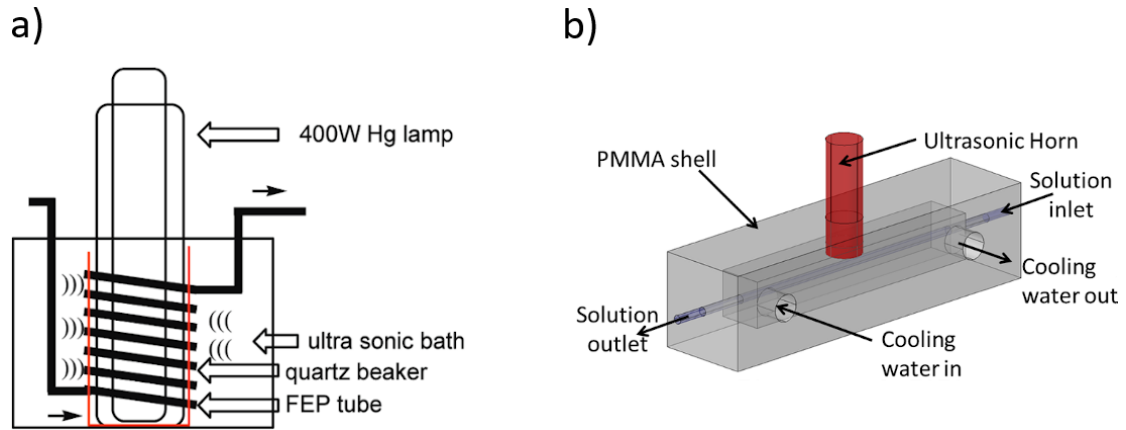 a)
400W Hg lamp
ultra sonic bath
quartz beaker
FEP tube
b)
PMMA shell
Ultrasonic Horn
Solution
inlet
Cooling
water out
Solution
outlet
Cooling
water in